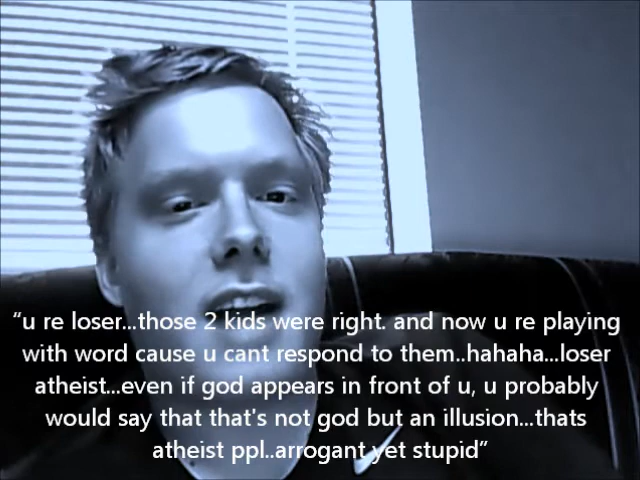 “u re loser...those 2 kids were right. and now u re playing
with word cause u cant respond to them..hahaha...loser
atheist...even if god appears in front of u, u probably
would say that that's not god but an illusion...thats
atheist ppl..arrogant yet stupid”